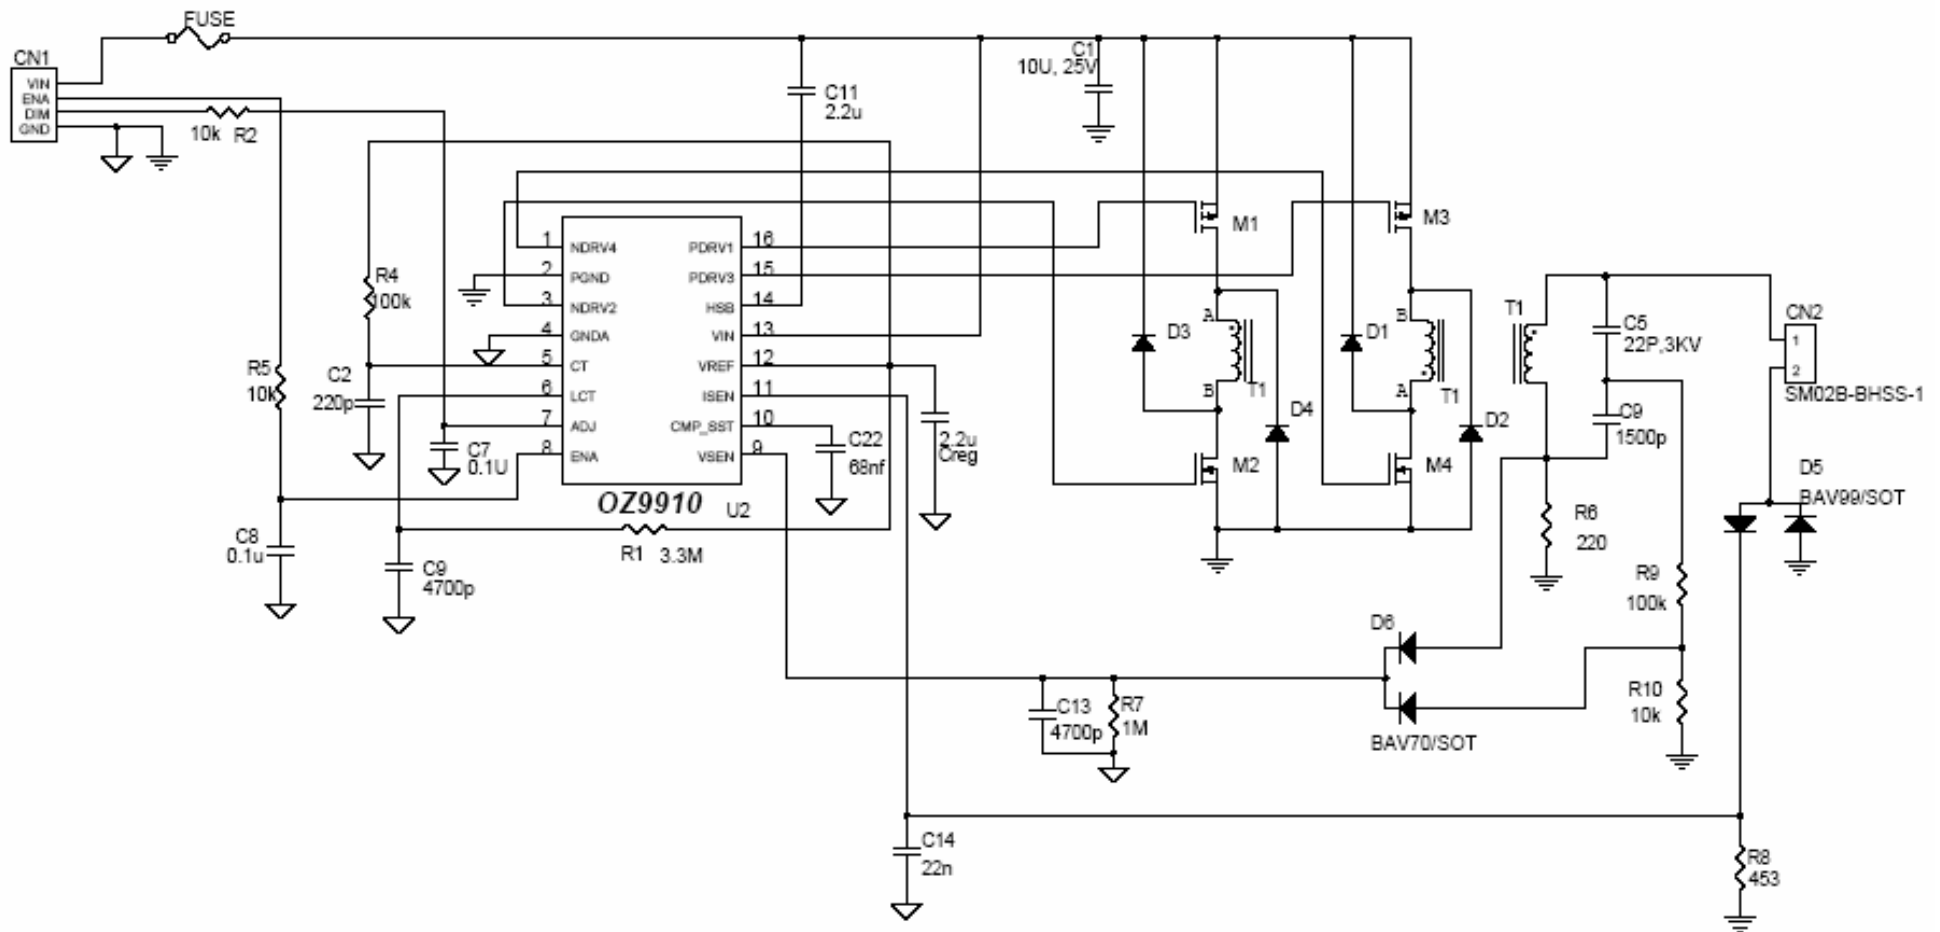 FUSE
CN1
VIN
ENA
DIM
GND
10k R2
C11
2.2u
C1
10U, 25V
M1
M3
R4
100k
R5
10k
C2
220p
1 NDRV4
2 PGND
3 NDRV2
4 GNDA
5 CT
6 LCT
7 ADJ
8 ENA
PDRV1 16
PDRV3 15
HSB 14
VIN 13
VREF 12
ISEN 11
CMP_SST 10
VSEN 9
OZ9910
U2
C7
0.1U
C8
0.1u
C9
4700p
R1 3.3M
C22
68nf
2.2u
Creg
D3
A
B
T1
D4
M2
D1
B
A
T1
D2
M4
T1
C5
22P,3KV
C9
1500p
CN2
1
2
SM02B-BHSS-1
D5
BAV99/SOT
R6
220
R9
100k
D6
R10
10k
BAV70/SOT
C13
4700p
R7
1M
C14
22n
R8
453